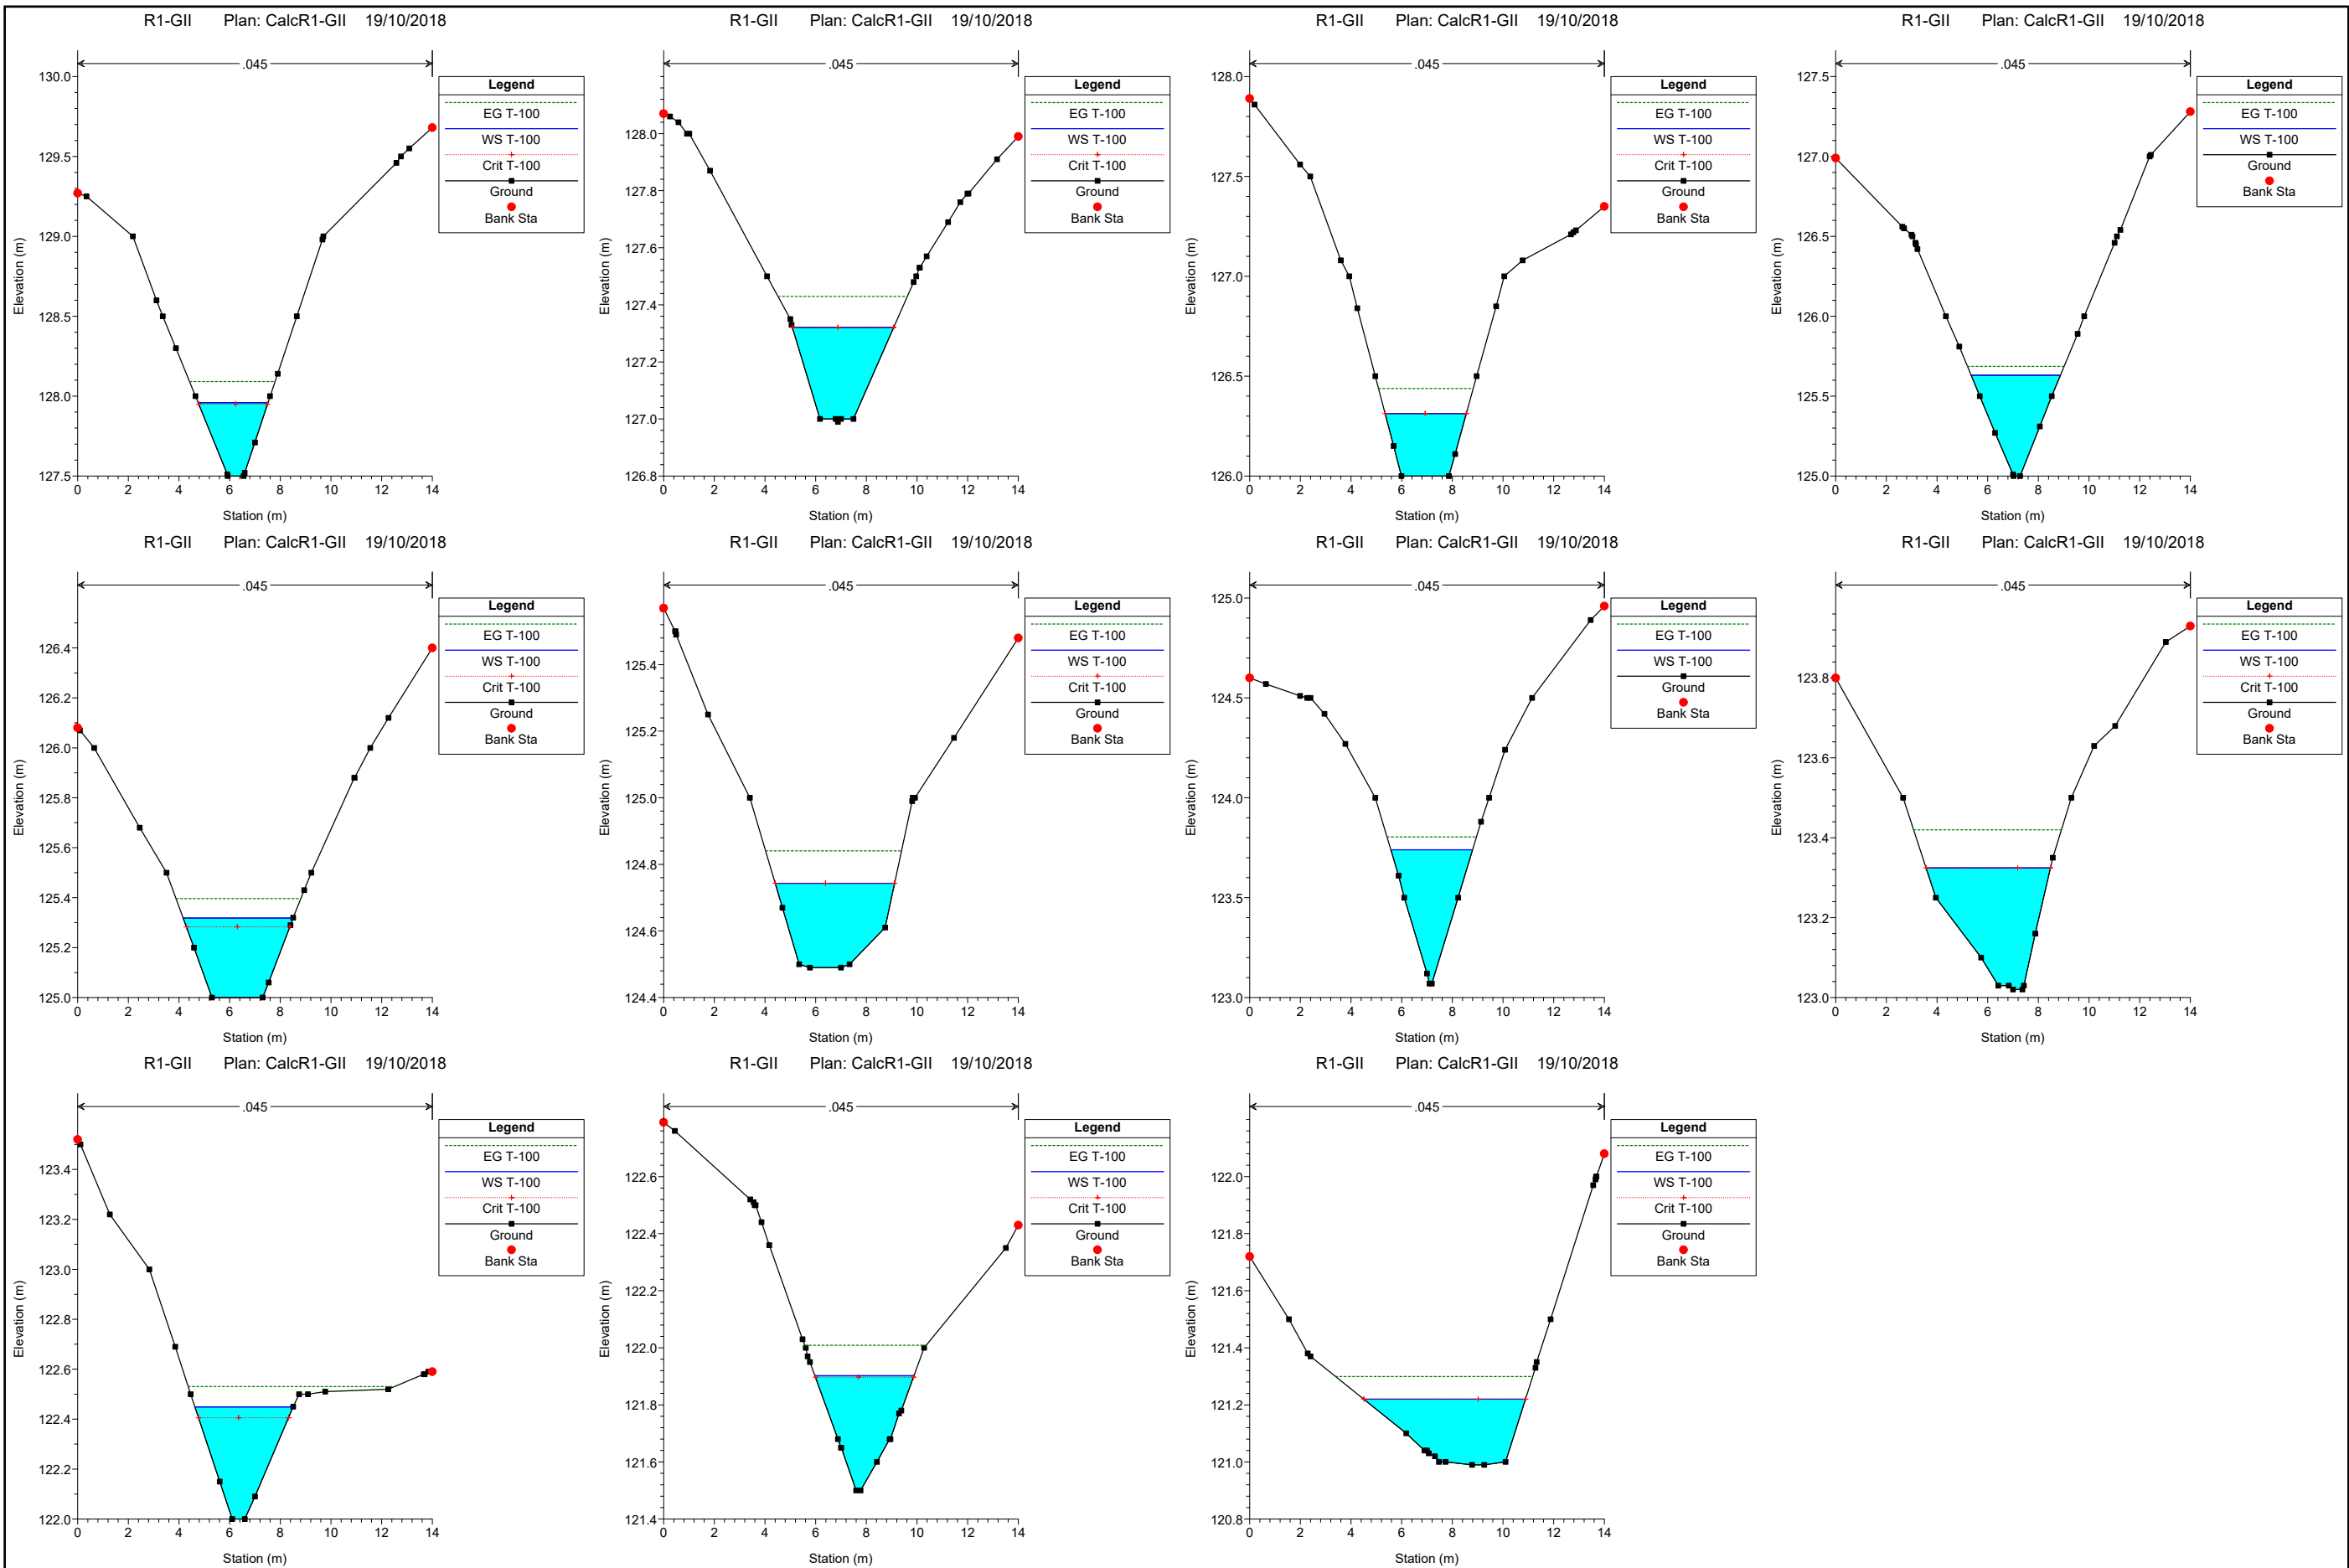 R1-GII Plan: CalcR1-GII 19/10/2018
.045
Legend
EG T-100
WS T-100
Crit T-100
Ground
Bank Sta
Elevation (m)
130.0
129.5
129.0
128.5
128.0
127.5
0 2 4 6 8 10 12 14
Station (m)
R1-GII Plan: CalcR1-GII 19/10/2018
.045
Legend
EG T-100
WS T-100
Crit T-100
Ground
Bank Sta
Elevation (m)
128.0
127.8
127.6
127.4
127.2
127.0
126.8
0 2 4 6 8 10 12 14
Station (m)
R1-GII Plan: CalcR1-GII 19/10/2018
.045
Legend
EG T-100
WS T-100
Crit T-100
Ground
Bank Sta
Elevation (m)
128.0
127.5
127.0
126.5
126.0
0 2 4 6 8 10 12 14
Station (m)
R1-GII Plan: CalcR1-GII 19/10/2018
.045
Legend
EG T-100
WS T-100
Ground
Bank Sta
Elevation (m)
127.5
127.0
126.5
126.0
125.5
125.0
0 2 4 6 8 10 12 14
Station (m)
R1-GII Plan: CalcR1-GII 19/10/2018
.045
Legend
EG T-100
WS T-100
Crit T-100
Ground
Bank Sta
Elevation (m)
126.4
126.2
126.0
125.8
125.6
125.4
125.2
125.0
0 2 4 6 8 10 12 14
Station (m)
R1-GII Plan: CalcR1-GII 19/10/2018
.045
Legend
EG T-100
WS T-100
Crit T-100
Ground
Bank Sta
Elevation (m)
125.4
125.2
125.0
124.8
124.6
124.4
0 2 4 6 8 10 12 14
Station (m)
R1-GII Plan: CalcR1-GII 19/10/2018
.045
Legend
EG T-100
WS T-100
Ground
Bank Sta
Elevation (m)
125.0
124.5
124.0
123.5
123.0
0 2 4 6 8 10 12 14
Station (m)
R1-GII Plan: CalcR1-GII 19/10/2018
.045
Legend
EG T-100
WS T-100
Crit T-100
Ground
Bank Sta
Elevation (m)
123.8
123.6
123.4
123.2
123.0
0 2 4 6 8 10 12 14
Station (m)
R1-GII Plan: CalcR1-GII 19/10/2018
.045
Legend
EG T-100
WS T-100
Crit T-100
Ground
Bank Sta
Elevation (m)
123.4
123.2
123.0
122.8
122.6
122.4
122.2
122.0
0 2 4 6 8 10 12 14
Station (m)
R1-GII Plan: CalcR1-GII 19/10/2018
.045
Legend
EG T-100
WS T-100
Crit T-100
Ground
Bank Sta
Elevation (m)
122.6
122.4
122.2
122.0
121.8
121.6
121.4
0 2 4 6 8 10 12 14
Station (m)
R1-GII Plan: CalcR1-GII 19/10/2018
.045
Legend
EG T-100
WS T-100
Crit T-100
Ground
Bank Sta
Elevation (m)
122.0
121.8
121.6
121.4
121.2
121.0
120.8
0 2 4 6 8 10 12 14
Station (m)